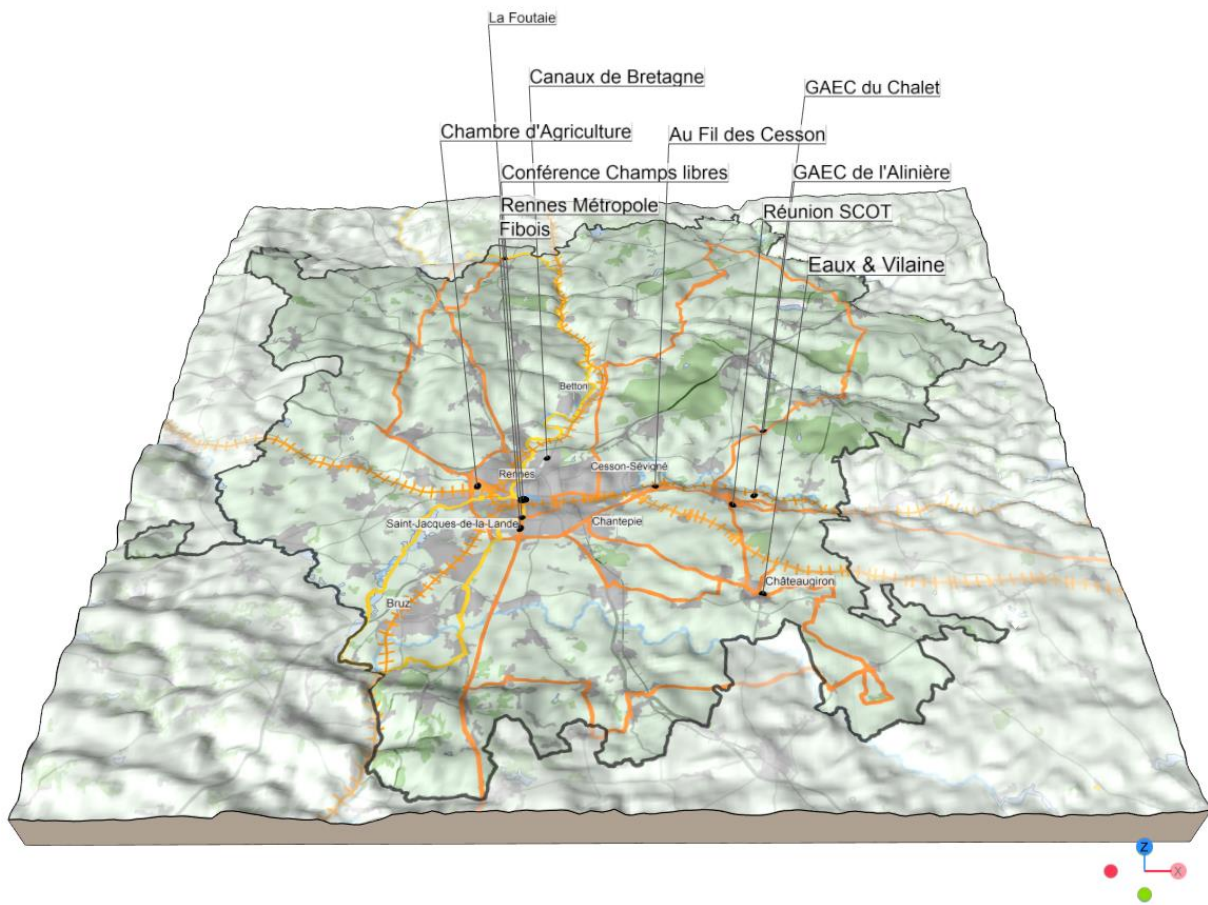 La Foutaie
Canaux de Bretagne
GAEC du Chalet
Chambre d'Agriculture
Au Fil des Cesson
Conférence Champs libres
GAEC de l'Alinière
Rennes Métropole
Réunion SCOT
Fibois
Eaux & Vilaine
Betton
Rennes
Cesson-Sévigné
Saint-Jacques-de-la-Lande
Chantepie
Châteaugiron
Bruz
Z
X